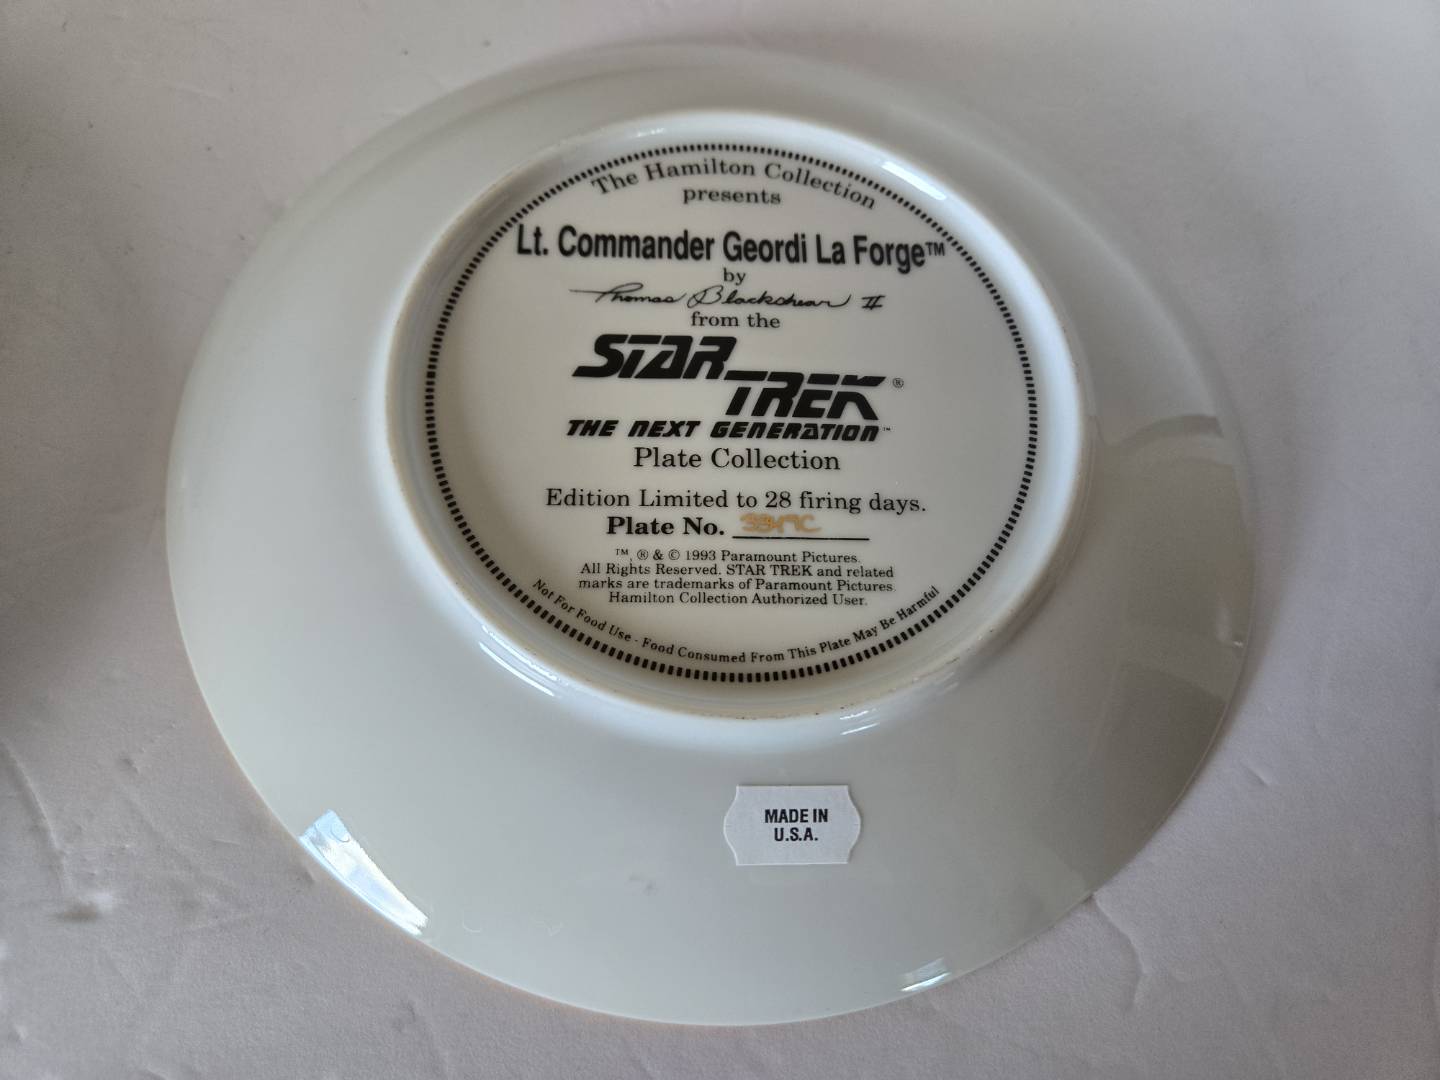 The Hamilton Collection
presents
Lt. Commander Geordi La Forge™
by
Thomas Blackshear II
from the
STAR
TREK®
THE NEXT GENERATION™
Plate Collection
Edition Limited to 28 firing days.
Plate No.
™, ® & © 1993 Paramount Pictures.
All Rights Reserved. STAR TREK and related
marks are trademarks of Paramount Pictures.
Hamilton Collection Authorized User.
Not For Food Use - Food Consumed From This Plate May Be Harmful
MADE IN
U.S.A.